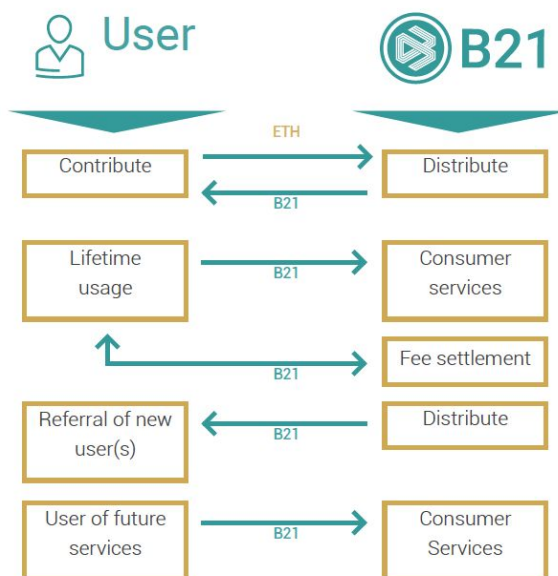 User
B21
ETH
Contribute
Distribute
B21
Lifetime
usage
B21
Consumer
services
B21
Fee settlement
Referral of new
user(s)
B21
Distribute
User of future
services
B21
Consumer
Services